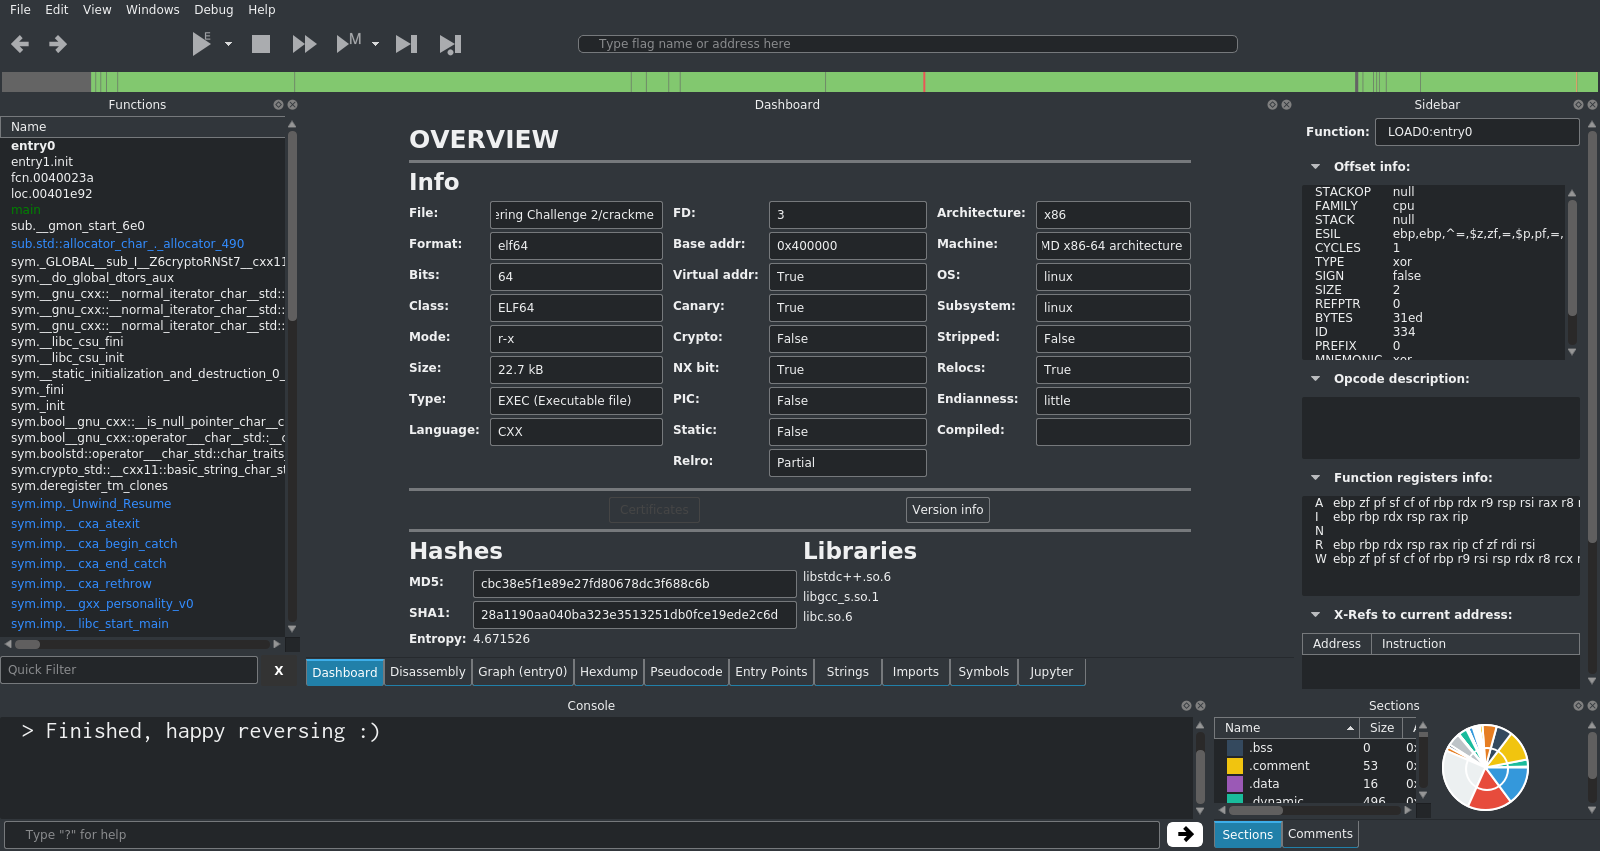 File Edit View Windows Debug Help
E
M
Type flag name or address here
Functions
Name
entry0
entry1.init
fcn.0040023a
loc.00401e92
main
sub.__gmon_start_6e0
sub.std::allocator_char_._allocator_490
sym._GLOBAL__sub_I__Z6cryptoRNSt7__cxx11
sym.__do_global_dtors_aux
sym.__gnu_cxx::__normal_iterator_char__std::
sym.__gnu_cxx::__normal_iterator_char__std::
sym.__gnu_cxx::__normal_iterator_char__std::
sym.__libc_csu_fini
sym.__libc_csu_init
sym.__static_initialization_and_destruction_0_
sym._fini
sym._init
sym.bool__gnu_cxx::__is_null_pointer_char__c
sym.bool__gnu_cxx::operator___char__std::__c
sym.boolstd::operator___char_std::char_traits
sym.crypto_std::__cxx11::basic_string_char_st
sym.deregister_tm_clones
sym.imp._Unwind_Resume
sym.imp.__cxa_atexit
sym.imp.__cxa_begin_catch
sym.imp.__cxa_end_catch
sym.imp.__cxa_rethrow
sym.imp.__gxx_personality_v0
sym.imp.__libc_start_main
Quick Filter X
Dashboard
OVERVIEW
Info
File: ering Challenge 2/crackme FD: 3 Architecture: x86
Format: elf64 Base addr: 0x400000 Machine: MD x86-64 architecture
Bits: 64 Virtual addr: True OS: linux
Class: ELF64 Canary: True Subsystem: linux
Mode: r-x Crypto: False Stripped: False
Size: 22.7 kB NX bit: True Relocs: True
Type: EXEC (Executable file) PIC: False Endianness: little
Language: CXX Static: False Compiled:
Relro: Partial
Certificates Version info
Hashes
MD5: cbc38e5f1e89e27fd80678dc3f688c6b
SHA1: 28a1190aa040ba323e3513251db0fce19ede2c6d
Entropy: 4.671526
Libraries
libstdc++.so.6
libgcc_s.so.1
libc.so.6
Dashboard Disassembly Graph (entry0) Hexdump Pseudocode Entry Points Strings Imports Symbols Jupyter
Sidebar
Function: LOAD0:entry0
Offset info:
STACKOP null
FAMILY cpu
STACK null
ESIL ebp,ebp,^=,$z,zf,=,$p,pf,=,
CYCLES 1
TYPE xor
SIGN false
SIZE 2
REFPTR 0
BYTES 31ed
ID 334
PREFIX 0
MNEMONIC xor
Opcode description:
Function registers info:
A ebp zf pf sf cf of rbp rdx r9 rsp rsi rax r8 r
I ebp rbp rdx rsp rax rip
N
R ebp rbp rdx rsp rax rip cf zf rdi rsi
W ebp zf pf sf cf of rbp r9 rsi rsp rdx r8 rcx r
X-Refs to current address:
Address Instruction
Console
> Finished, happy reversing :)
Type "?" for help
Sections
Name Size
.bss 0 0x
.comment 53 0x
.data 16 0x
.dynamic 496 0x
Sections Comments